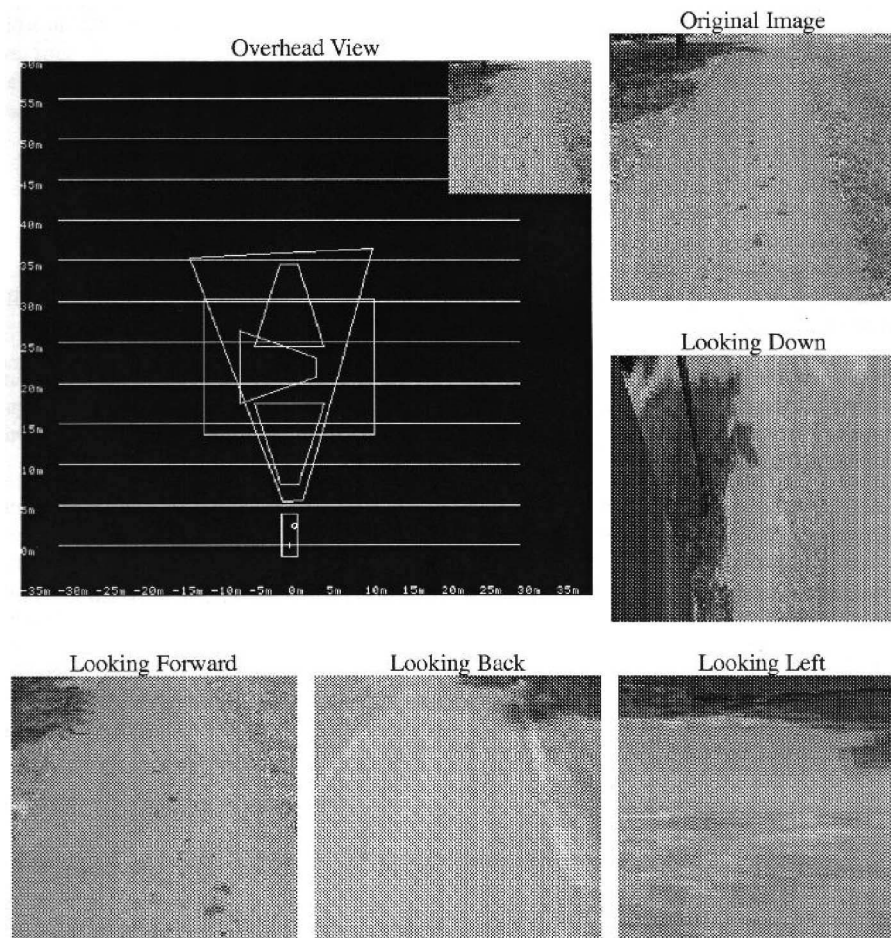 Original Image
Overhead View
60m
55m
50m
45m
40m
35m
30m
25m
20m
15m
10m
5m
0m
-35m -30m -25m -20m -15m -10m -5m 0m 5m 10m 15m 20m 25m 30m 35m
Looking Down
Looking Forward
Looking Back
Looking Left